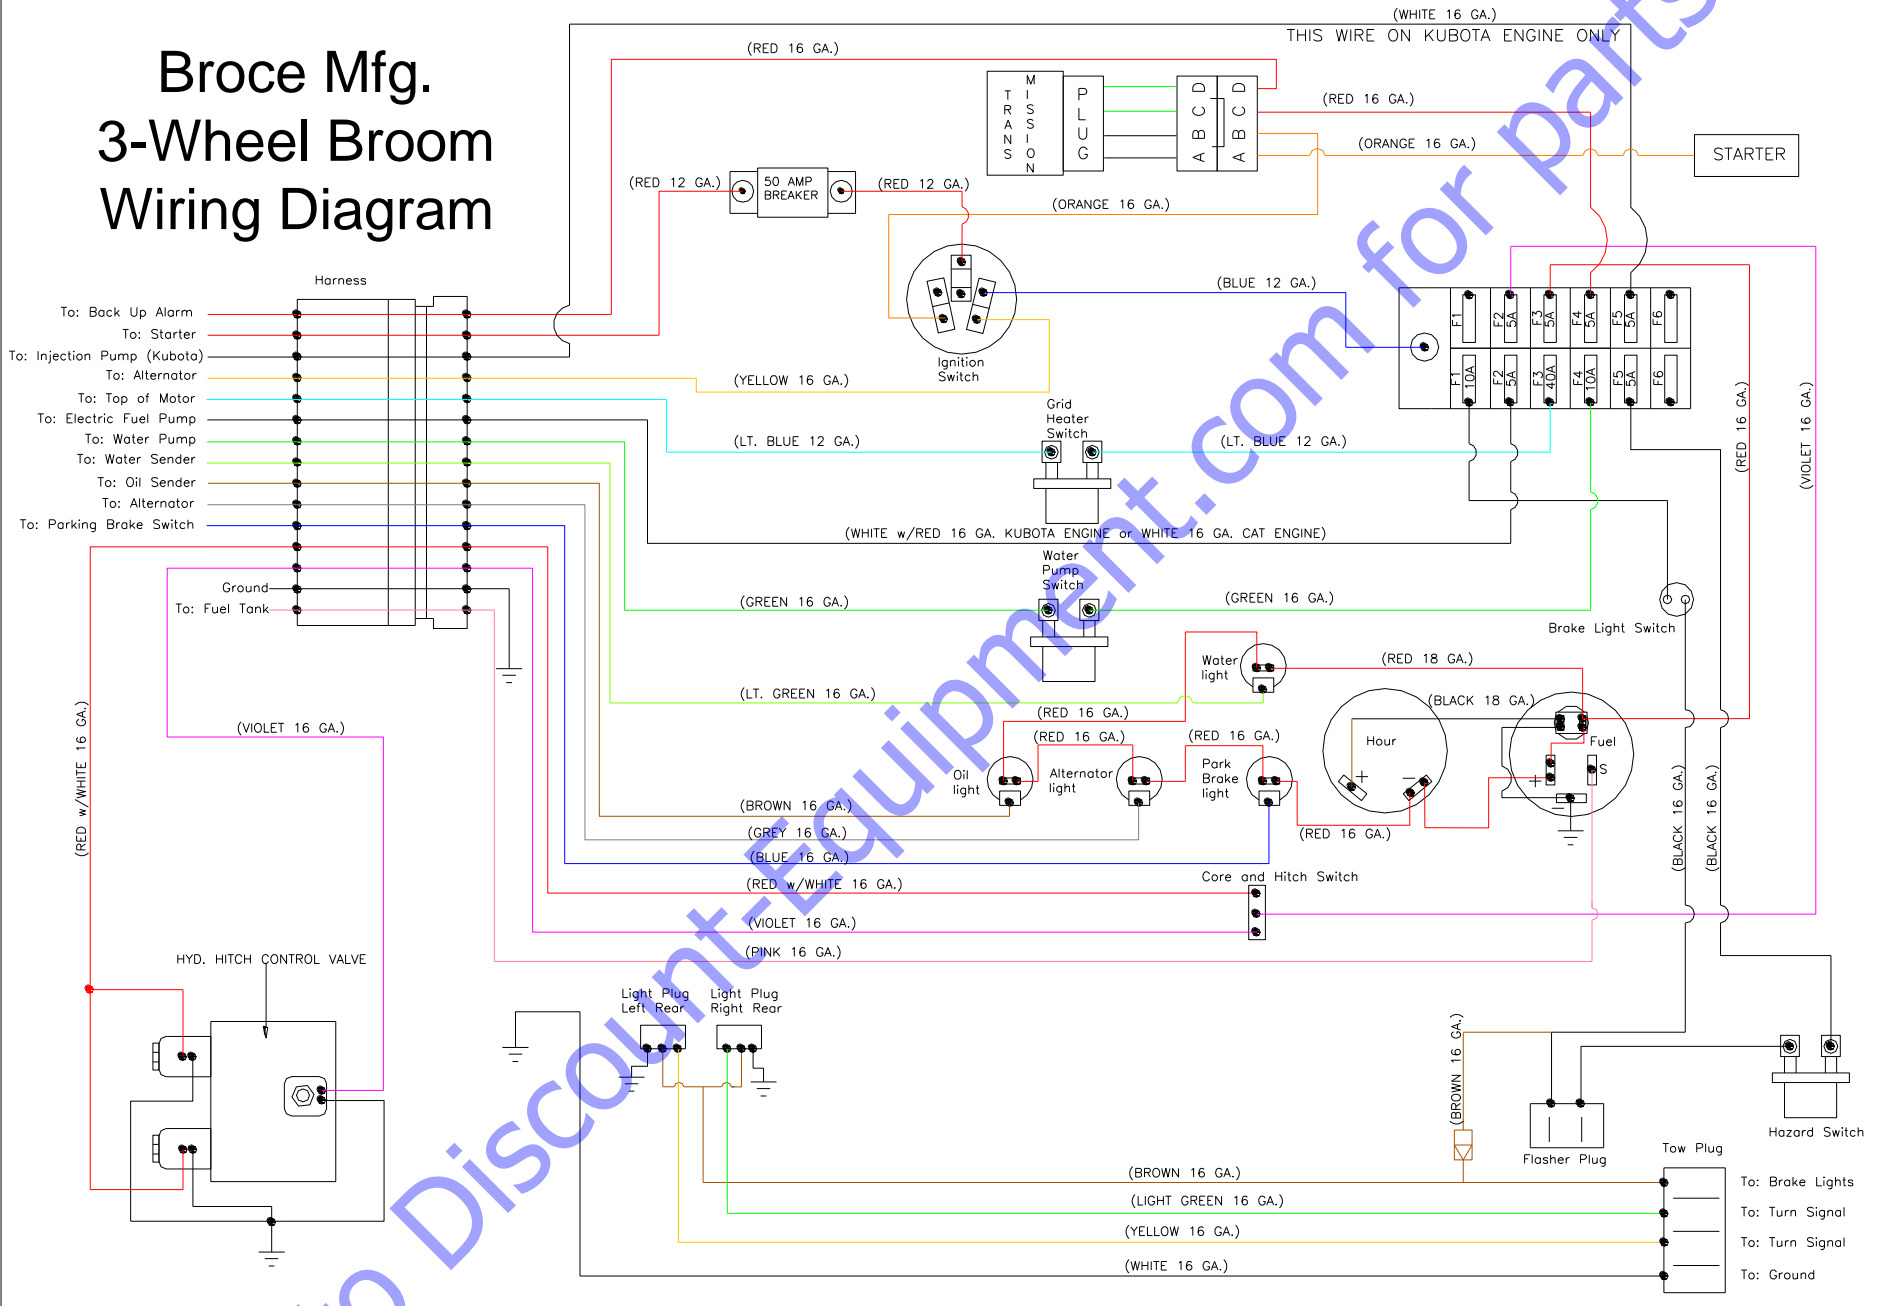 Broce Mfg.
3-Wheel Broom
Wiring Diagram
(WHITE 16 GA.)
THIS WIRE ON KUBOTA ENGINE ONLY
(RED 16 GA.)
TRANS
MISSION
PLUG
A B C D
A B C D
(RED 16 GA.)
(ORANGE 16 GA.)
STARTER
(RED 12 GA.)
50 AMP
BREAKER
(RED 12 GA.)
(ORANGE 16 GA.)
Harness
To: Back Up Alarm
To: Starter
To: Injection Pump (Kubota)
To: Alternator
To: Top of Motor
To: Electric Fuel Pump
To: Water Pump
To: Water Sender
To: Oil Sender
To: Alternator
To: Parking Brake Switch
Ground
To: Fuel Tank
Ignition
Switch
(BLUE 12 GA.)
F1
F2 5A
F3 5A
F4 5A
F5 5A
F6
F1 10A
F2 5A
F3 40A
F4 10A
F5 5A
F6
(YELLOW 16 GA.)
Grid
Heater
Switch
(LT. BLUE 12 GA.)
(LT. BLUE 12 GA.)
(RED 16 GA.)
(VIOLET 16 GA.)
(WHITE w/RED 16 GA. KUBOTA ENGINE or WHITE 16 GA. CAT ENGINE)
Water
Pump
Switch
(GREEN 16 GA.)
(GREEN 16 GA.)
Brake Light Switch
Water
light
(RED 18 GA.)
(LT. GREEN 16 GA.)
(BLACK 18 GA.)
(RED 16 GA.)
(RED 16 GA.)
(RED 16 GA.)
Hour
+
−
Fuel
S
+
−
Oil
light
Alternator
light
Park
Brake
light
(BROWN 16 GA.)
(GREY 16 GA.)
(RED 16 GA.)
(BLUE 16 GA.)
(RED w/WHITE 16 GA.)
Core and Hitch Switch
(VIOLET 16 GA.)
(PINK 16 GA.)
(BLACK 16 GA.)
(BLACK 16 GA.)
(VIOLET 16 GA.)
(RED w/WHITE 16 GA.)
HYD. HITCH CONTROL VALVE
Light Plug
Left Rear
Light Plug
Right Rear
(BROWN 16 GA.)
Flasher Plug
Hazard Switch
Tow Plug
(BROWN 16 GA.)
To: Brake Lights
(LIGHT GREEN 16 GA.)
To: Turn Signal
(YELLOW 16 GA.)
To: Turn Signal
(WHITE 16 GA.)
To: Ground
to Discount-Equipment.com for parts